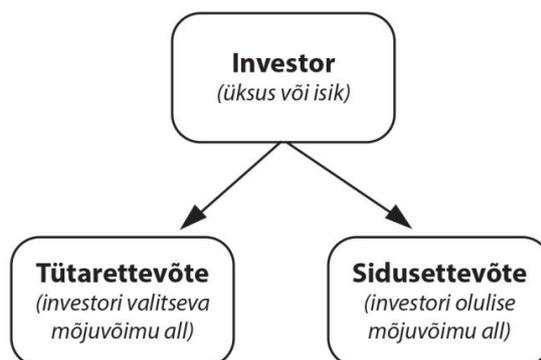 Investor
(üksus või isik)
Tütarettevõte
(investori valitseva
mõjuvõimu all)
Sidusettevõte
(investori olulise
mõjuvõimu all)